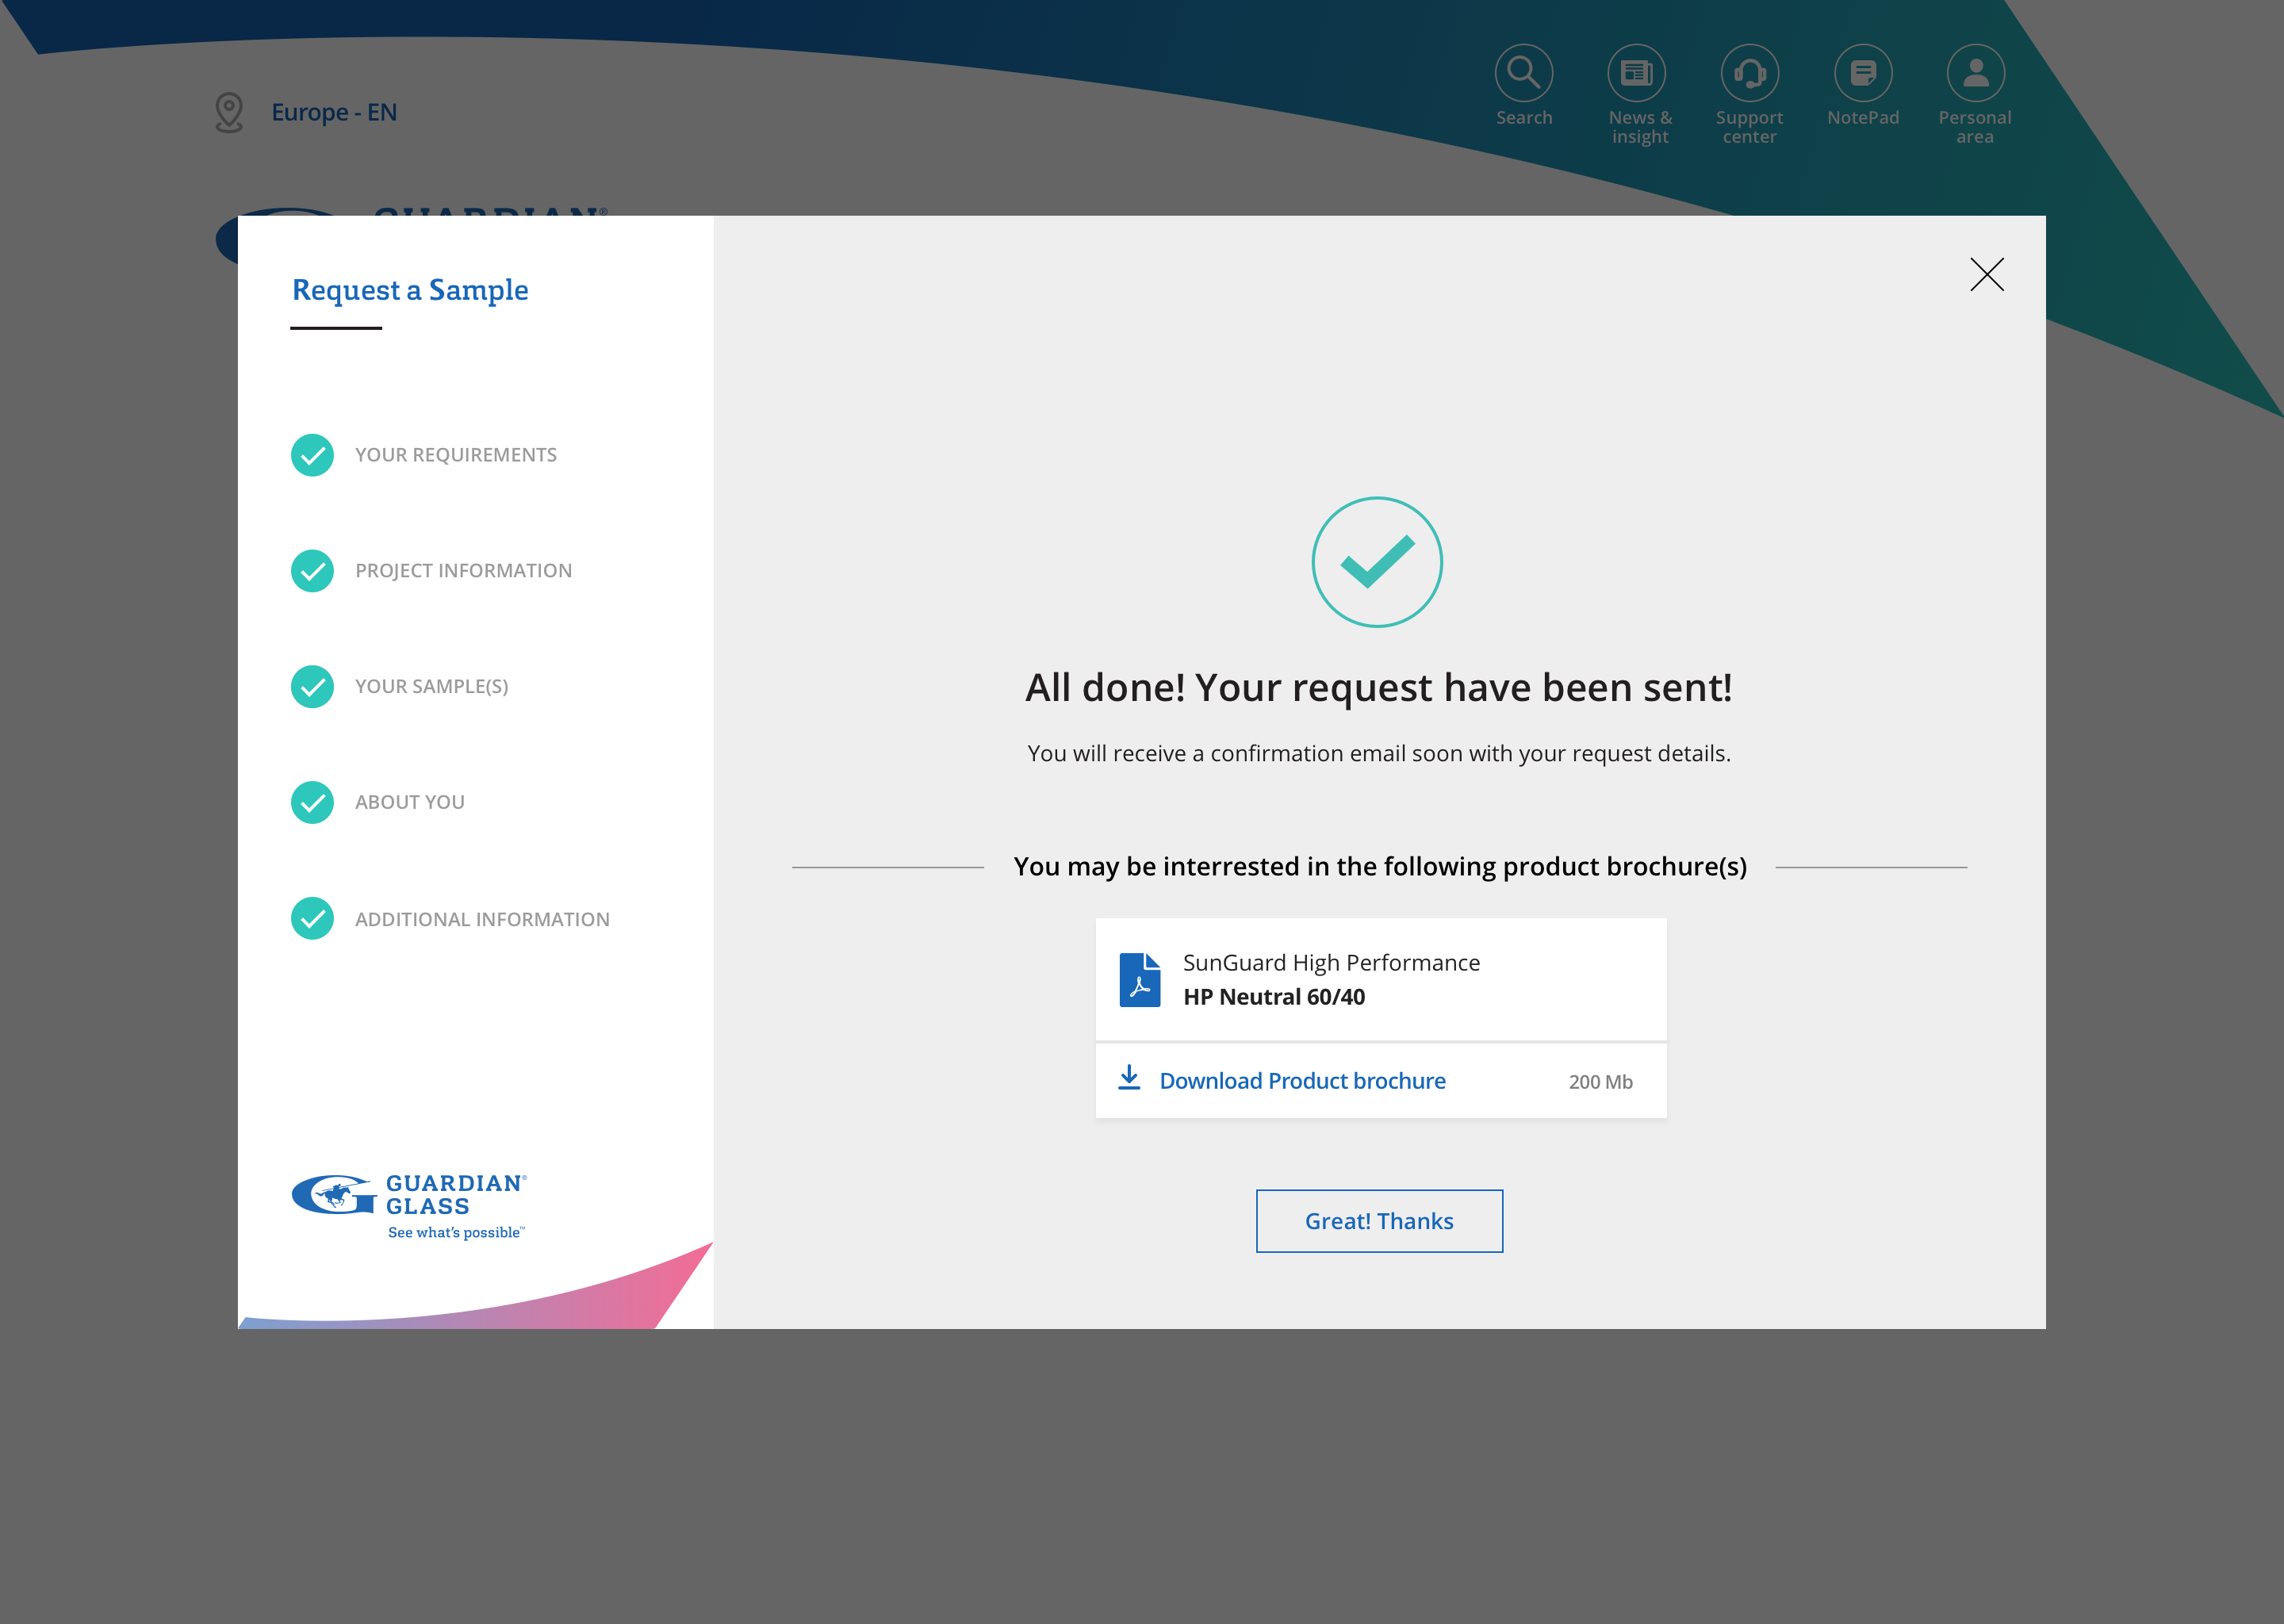 Europe - EN
Search
News &
insight
Support
center
NotePad
Personal
area
GUARDIAN®
Request a Sample
YOUR REQUIREMENTS
PROJECT INFORMATION
YOUR SAMPLE(S)
ABOUT YOU
ADDITIONAL INFORMATION
GUARDIAN®
GLASS
See what's possible™
All done! Your request have been sent!
You will receive a confirmation email soon with your request details.
You may be interrested in the following product brochure(s)
SunGuard High Performance
HP Neutral 60/40
Download Product brochure
200 Mb
Great! Thanks